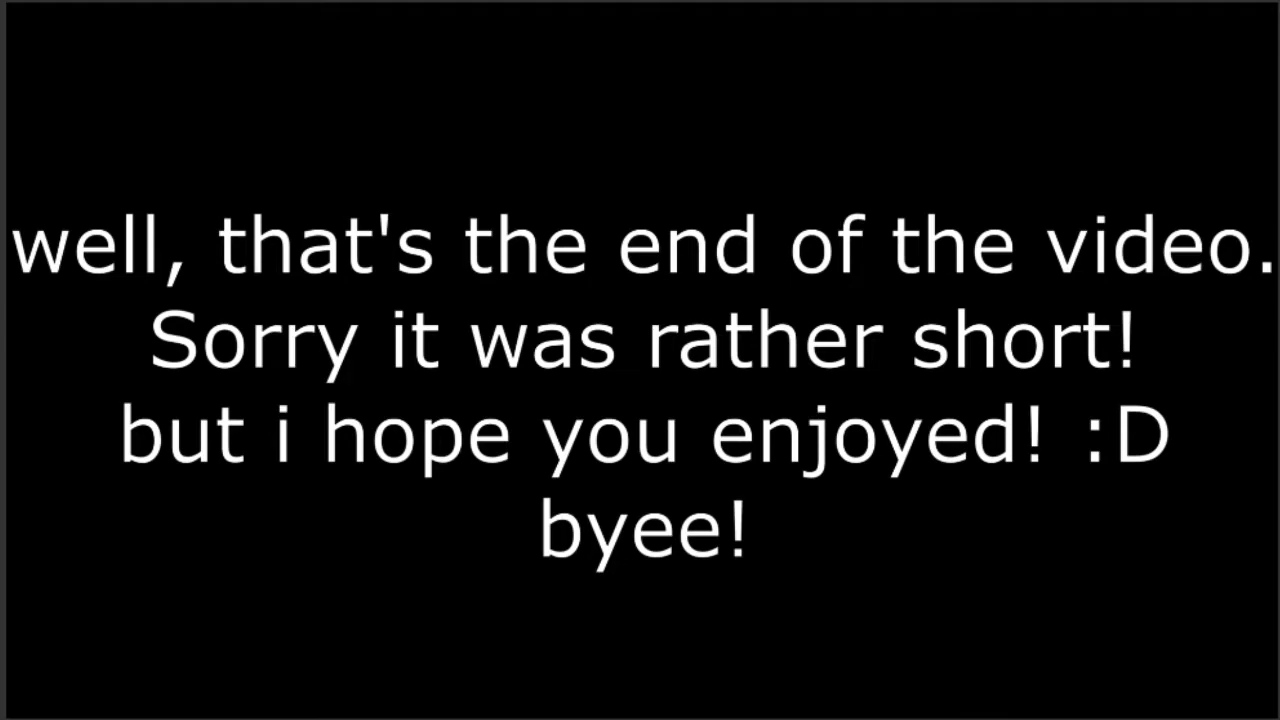 well, that's the end of the video.
Sorry it was rather short!
but i hope you enjoyed! :D
byee!